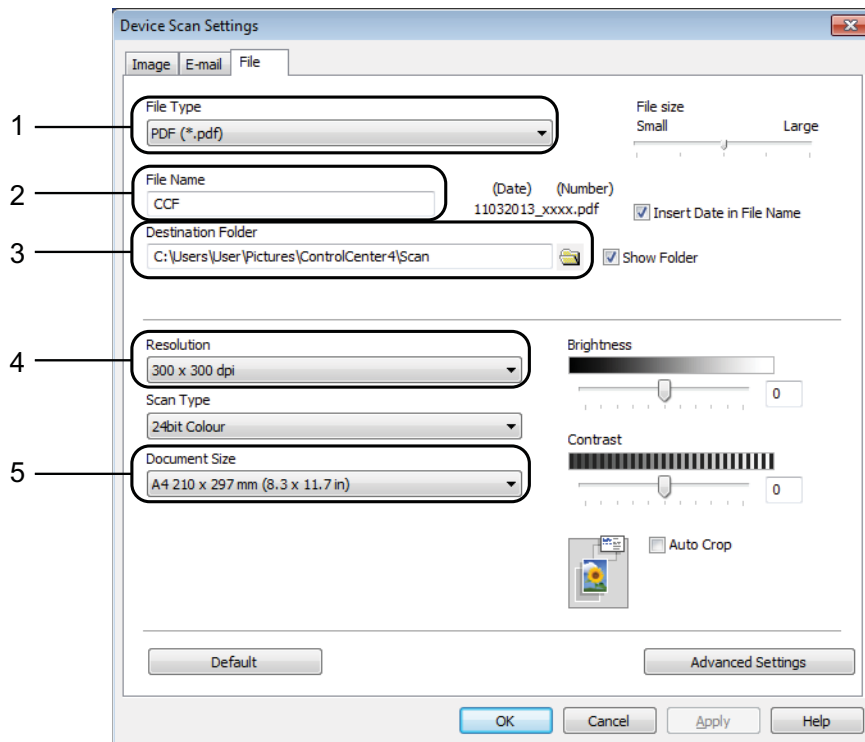 Device Scan Settings
Image E-mail File
1
File Type
PDF (*.pdf)
File size
Small Large
2
File Name
CCF
(Date) (Number)
11032013_xxxx.pdf
Insert Date in File Name
3
Destination Folder
C:\Users\User\Pictures\ControlCenter4\Scan
Show Folder
4
Resolution
300 x 300 dpi
Scan Type
24bit Colour
5
Document Size
A4 210 x 297 mm (8.3 x 11.7 in)
Brightness
0
Contrast
0
Auto Crop
Default
Advanced Settings
OK Cancel Apply Help